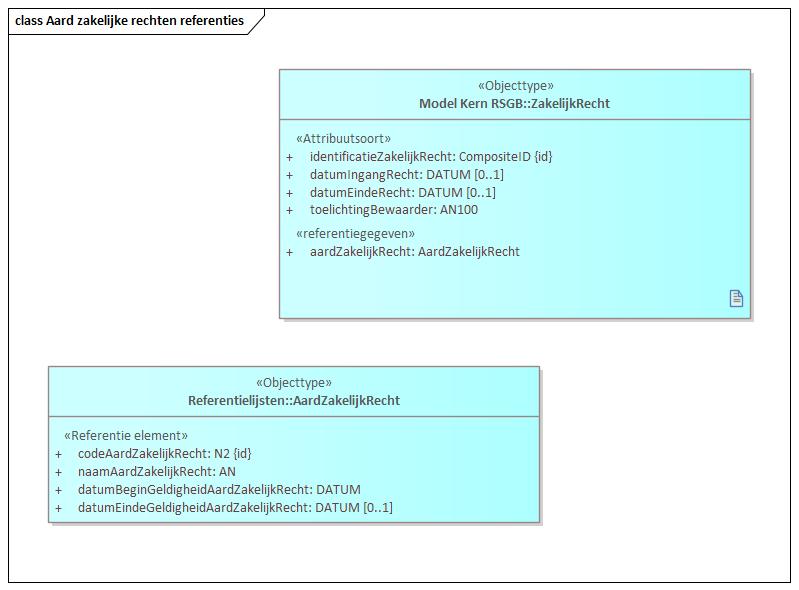 class Aard zakelijke rechten referenties
«Objecttype»
Model Kern RSGB::ZakelijkRecht
«Attribuutsoort»
+ identificatieZakelijkRecht: CompositeID {id}
+ datumIngangRecht: DATUM [0..1]
+ datumEindeRecht: DATUM [0..1]
+ toelichtingBewaarder: AN100
«referentiegegeven»
+ aardZakelijkRecht: AardZakelijkRecht
«Objecttype»
Referentielijsten::AardZakelijkRecht
«Referentie element»
+ codeAardZakelijkRecht: N2 {id}
+ naamAardZakelijkRecht: AN
+ datumBeginGeldigheidAardZakelijkRecht: DATUM
+ datumEindeGeldigheidAardZakelijkRecht: DATUM [0..1]